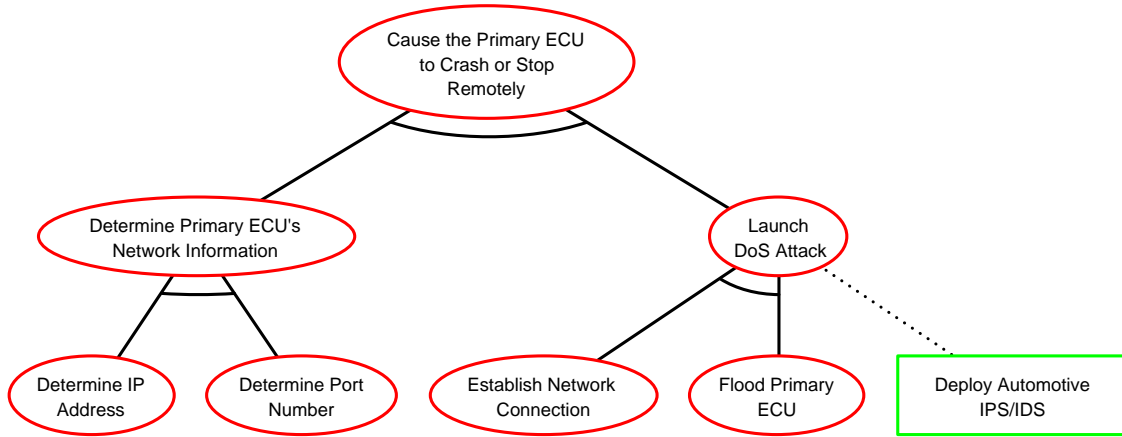 Cause the Primary ECU
to Crash or Stop
Remotely
Determine Primary ECU's
Network Information
Launch
DoS Attack
Determine IP
Address
Determine Port
Number
Establish Network
Connection
Flood Primary
ECU
Deploy Automotive
IPS/IDS